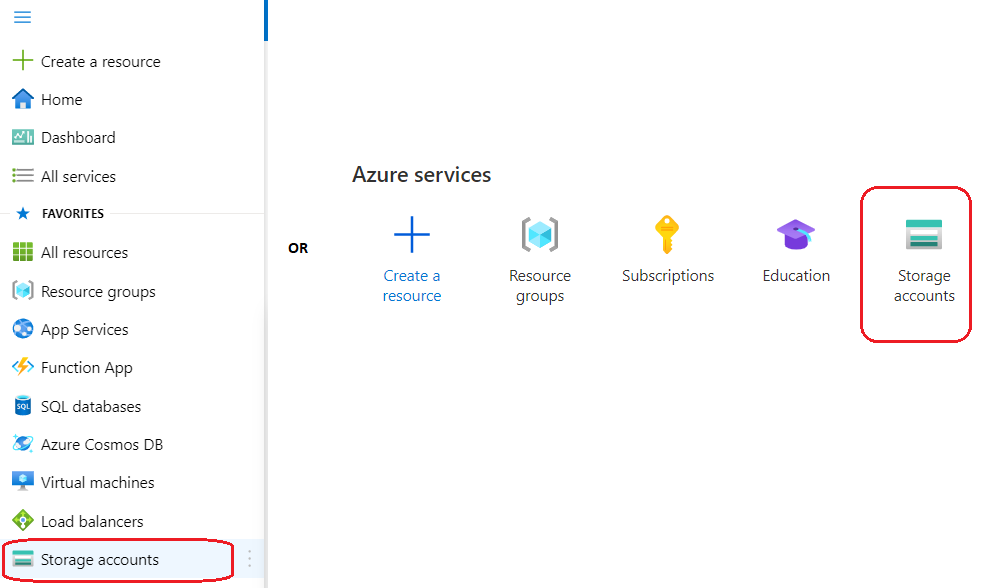 Create a resource
Home
Dashboard
All services
FAVORITES
All resources
Resource groups
App Services
Function App
SQL databases
Azure Cosmos DB
Virtual machines
Load balancers
Storage accounts
OR
Azure services
Create a
resource
Resource
groups
Subscriptions
Education
Storage
accounts